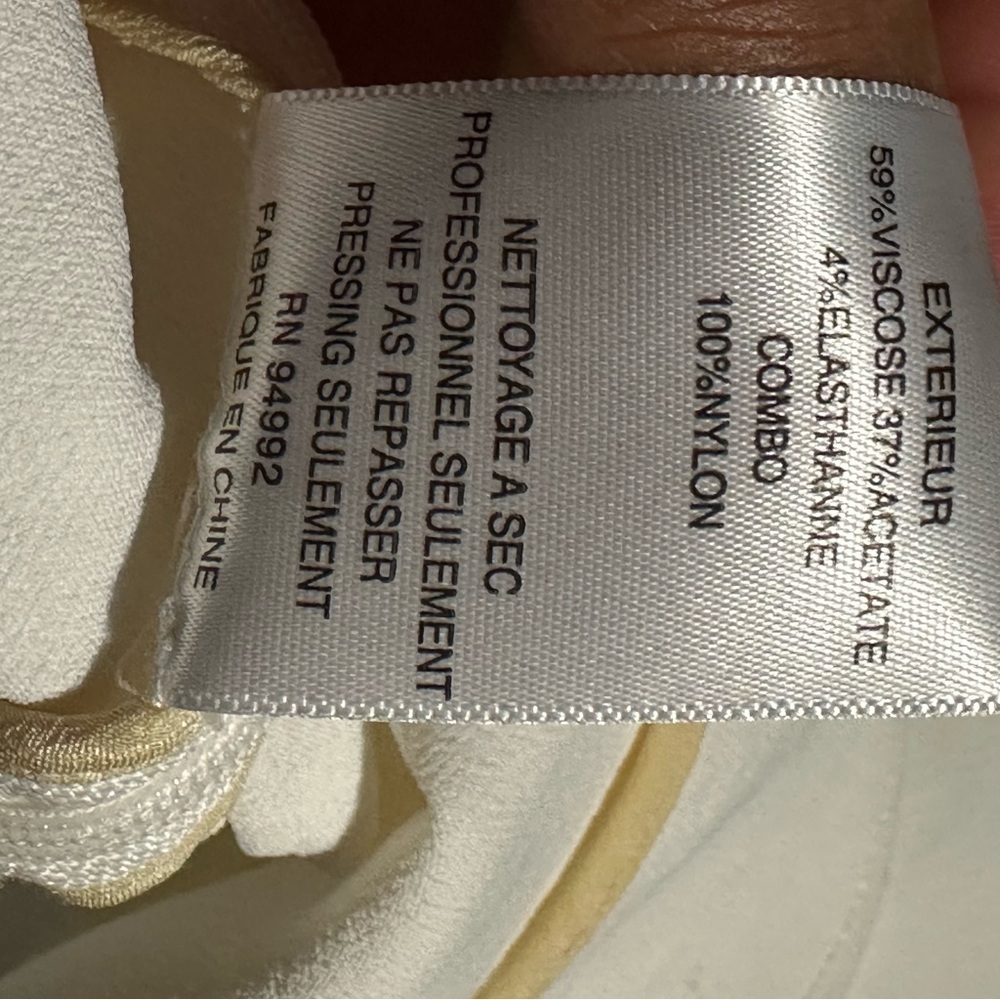 EXTERIEUR
59%VISCOSE 37%ACETATE
4%ELASTHANNE
COMBO
100%NYLON
NETTOYAGE A SEC
PROFESSIONNEL SEULEMENT
NE PAS REPASSER
PRESSING SEULEMENT
RN 94992
FABRIQUE EN CHINE